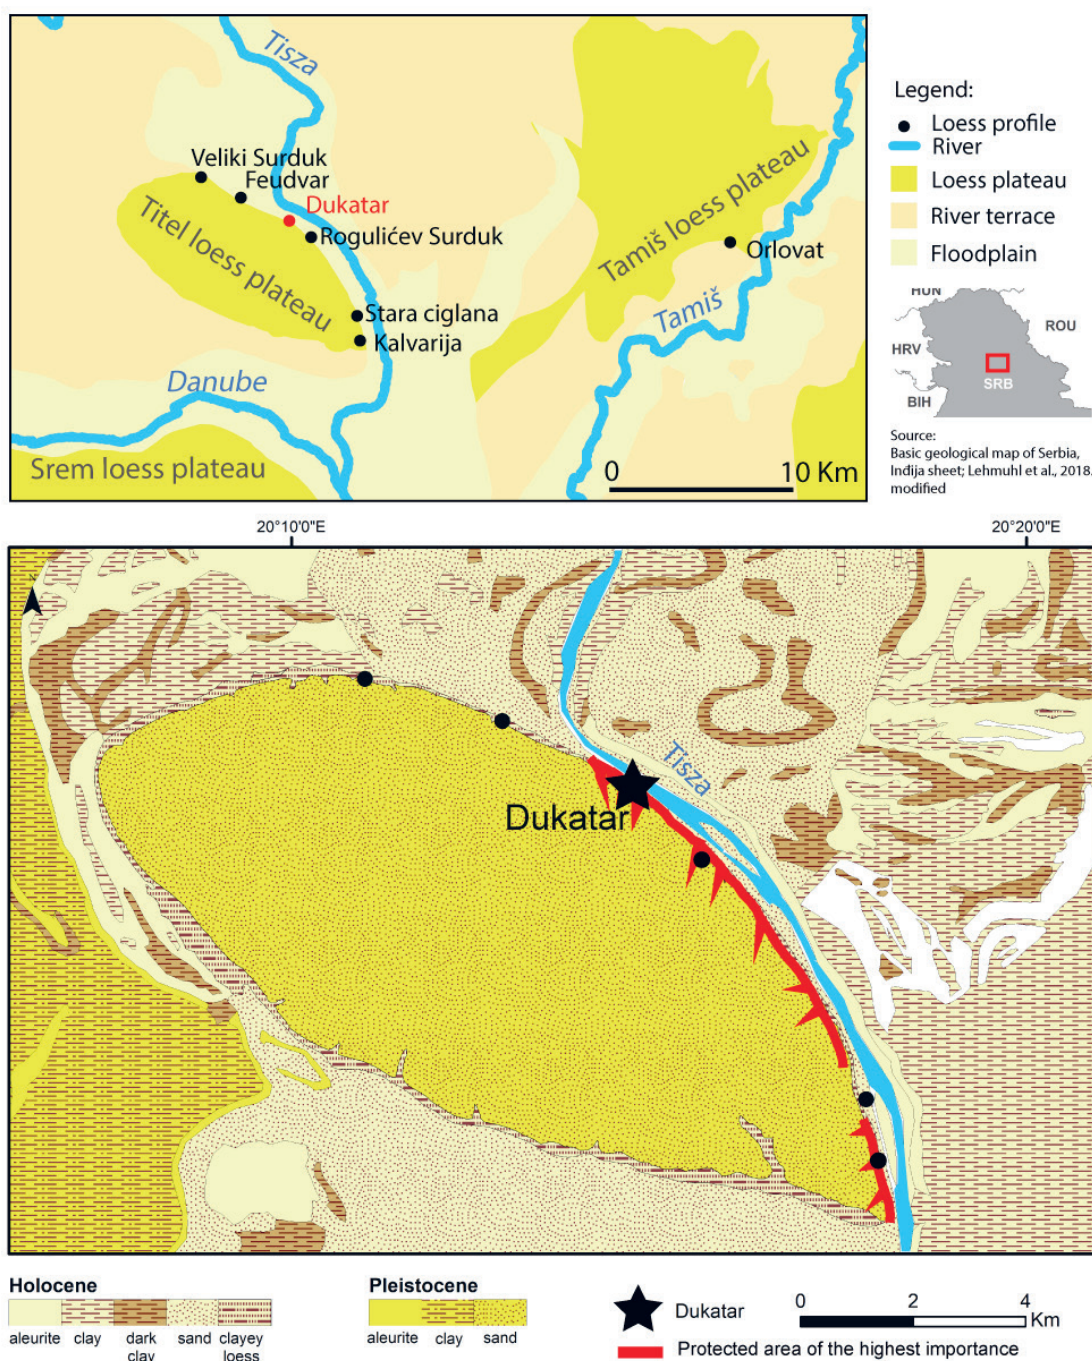 Tisza
Veliki Surduk
Feudvar
Dukatar
Rogulićev Surduk
Titel loess plateau
Stara ciglana
Kalvarija
Danube
Srem loess plateau
Tamiš loess plateau
Orlovat
Tamiš
0 10 Km
Legend:
Loess profile
River
Loess plateau
River terrace
Floodplain
HUN
ROU
HRV
SRB
BIH
Source:
Basic geological map of Serbia,
Inđija sheet; Lehmuhl et al., 2018.
modified
20°10'0"E 20°20'0"E
N
Tisza
Dukatar
Holocene
aleurite clay dark clay sand clayey loess
Pleistocene
aleurite clay sand
Dukatar
Protected area of the highest importance
0 2 4
Km